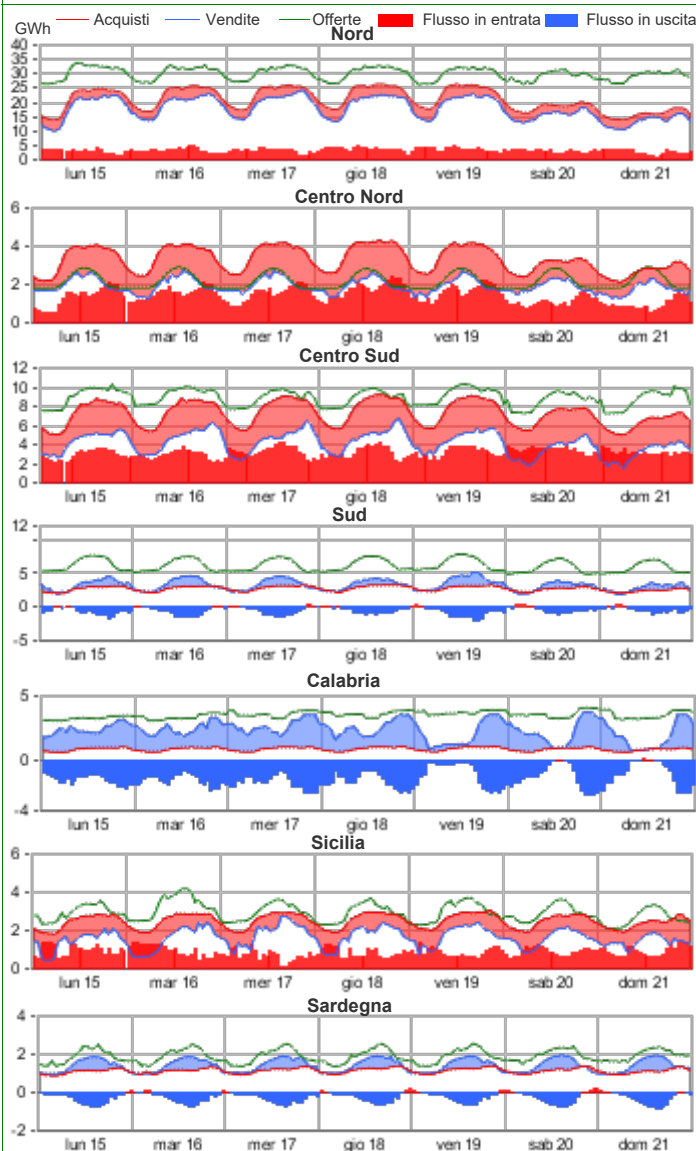 GWh Acquisti Vendite Offerte Flusso in entrata Flusso in uscita
Nord
40
35
30
25
20
15
10
5
0
lun 15 mar 16 mer 17 gio 18 ven 19 sab 20 dom 21
Centro Nord
6
4
2
0
lun 15 mar 16 mer 17 gio 18 ven 19 sab 20 dom 21
Centro Sud
12
10
8
6
4
2
0
lun 15 mar 16 mer 17 gio 18 ven 19 sab 20 dom 21
Sud
12
5
0
-5
lun 15 mar 16 mer 17 gio 18 ven 19 sab 20 dom 21
Calabria
5
0
-4
lun 15 mar 16 mer 17 gio 18 ven 19 sab 20 dom 21
Sicilia
6
4
2
0
lun 15 mar 16 mer 17 gio 18 ven 19 sab 20 dom 21
Sardegna
4
2
0
-2
lun 15 mar 16 mer 17 gio 18 ven 19 sab 20 dom 21